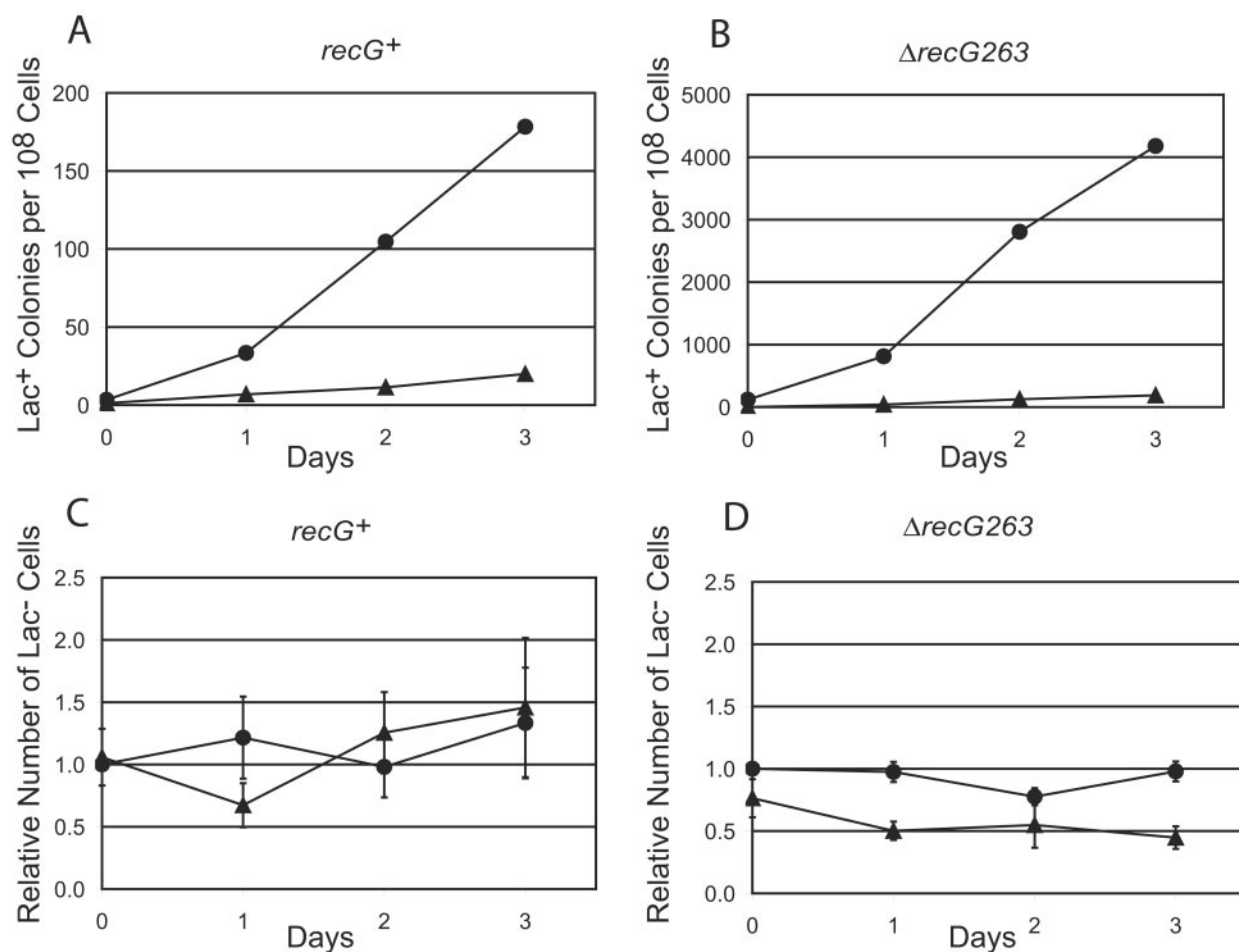 A
recG+
Lac+ Colonies per 10⁸ Cells
200
150
100
50
0
0 1 2 3
Days
B
ΔrecG263
Lac+ Colonies per 10⁸ Cells
5000
4000
3000
2000
1000
0
0 1 2 3
Days
C
recG+
Relative Number of Lac- Cells
2.5
2.0
1.5
1.0
0.5
0.0
0 1 2 3
Days
D
ΔrecG263
Relative Number of Lac- Cells
2.5
2.0
1.5
1.0
0.5
0.0
0 1 2 3
Days